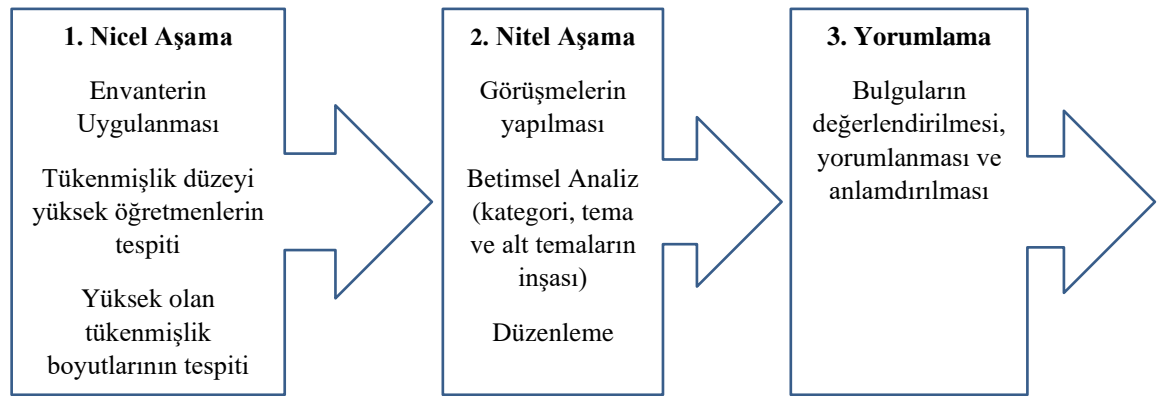 1. Nicel Aşama
Envanterin
Uygulanması
Tükenmişlik düzeyi
yüksek öğretmenlerin
tespiti
Yüksek olan
tükenmişlik
boyutlarının tespiti
2. Nitel Aşama
Görüşmelerin
yapılması
Betimsel Analiz
(kategori, tema
ve alt temaların
inşası)
Düzenleme
3. Yorumlama
Bulguların
değerlendirilmesi,
yorumlanması ve
anlamdırılması